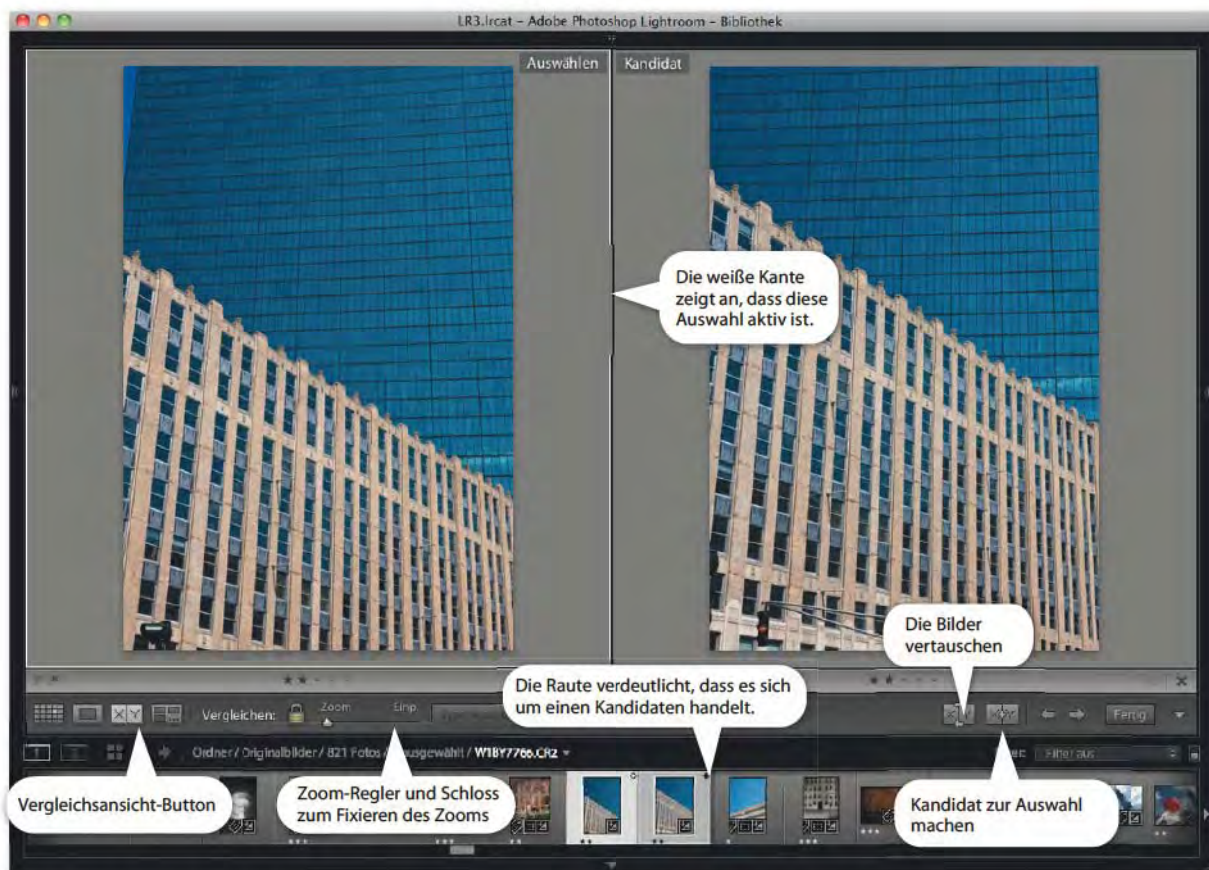 LR3.lrcat – Adobe Photoshop Lightroom – Bibliothek
Auswählen
Kandidat
Die weiße Kante
zeigt an, dass diese
Auswahl aktiv ist.
Die Bilder
vertauschen
Die Raute verdeutlicht, dass es sich
um einen Kandidaten handelt.
X Y
Vergleichen:
Zoom
Einp
Fertig
Ordner / Originalbilder / 821 Fotos / ausgewählt / W1BY7766.CR2
Filter aus
Vergleichsansicht-Button
Zoom-Regler und Schloss
zum Fixieren des Zooms
Kandidat zur Auswahl
machen